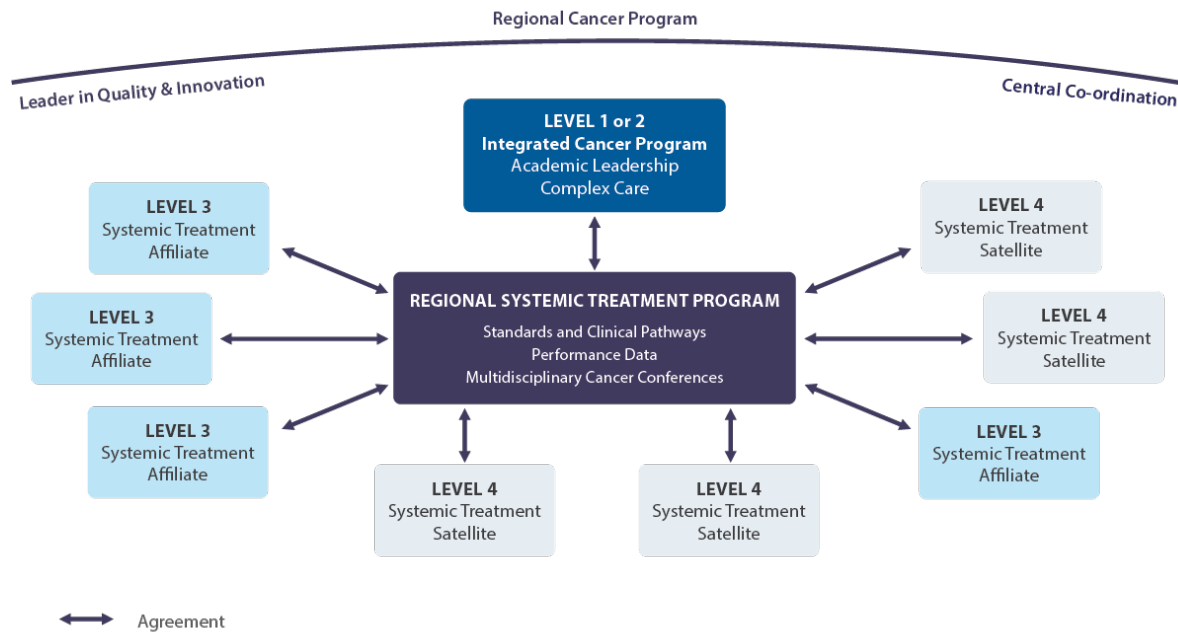 Regional Cancer Program
Leader in Quality & Innovation
Central Co-ordination
LEVEL 1 or 2
Integrated Cancer Program
Academic Leadership
Complex Care
LEVEL 3
Systemic Treatment
Affiliate
LEVEL 4
Systemic Treatment
Satellite
REGIONAL SYSTEMIC TREATMENT PROGRAM
Standards and Clinical Pathways
Performance Data
Multidisciplinary Cancer Conferences
LEVEL 3
Systemic Treatment
Affiliate
LEVEL 4
Systemic Treatment
Satellite
LEVEL 3
Systemic Treatment
Affiliate
LEVEL 3
Systemic Treatment
Affiliate
LEVEL 4
Systemic Treatment
Satellite
LEVEL 4
Systemic Treatment
Satellite
Agreement